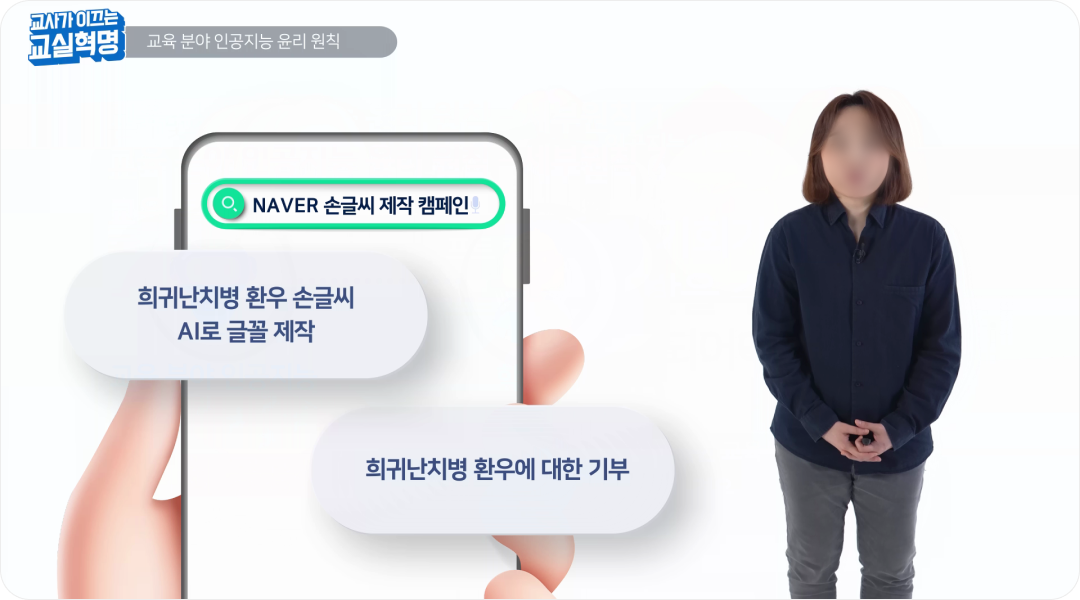 교사가 이끄는
교실혁명
교육 분야 인공지능 윤리 원칙
NAVER 손글씨 제작 캠페인
희귀난치병 환우 손글씨
AI로 글꼴 제작
희귀난치병 환우에 대한 기부